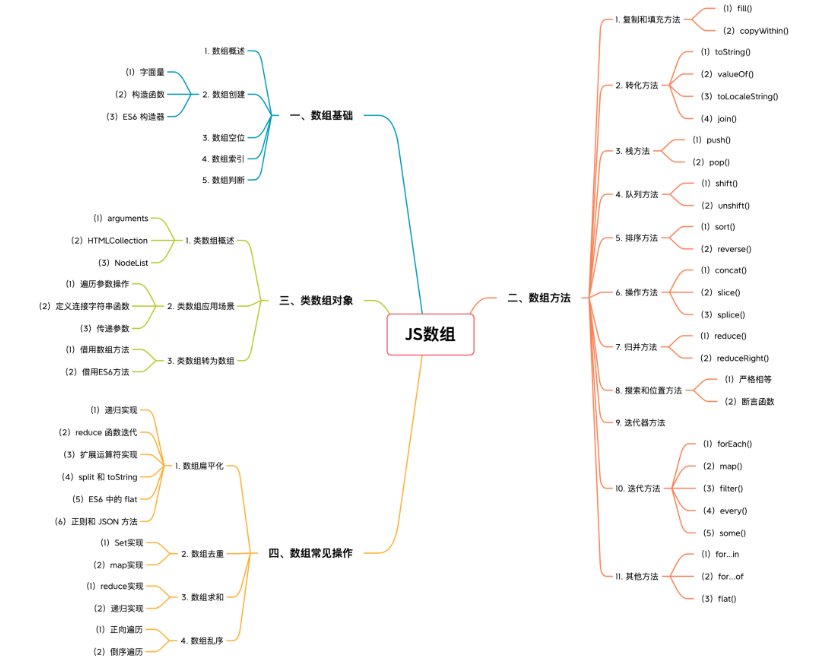 JS数组
一、数组基础
1. 数组概述
2. 数组创建
(1) 字面量
(2) 构造函数
(3) ES6 构造器
3. 数组空位
4. 数组索引
5. 数组判断
二、数组方法
1. 复制和填充方法
(1) fill()
(2) copyWithin()
2. 转化方法
(1) toString()
(2) valueOf()
(3) toLocaleString()
(4) join()
3. 栈方法
(1) push()
(2) pop()
4. 队列方法
(1) shift()
(2) unshift()
5. 排序方法
(1) sort()
(2) reverse()
6. 操作方法
(1) concat()
(2) slice()
(3) splice()
7. 归并方法
(1) reduce()
(2) reduceRight()
8. 搜索和位置方法
(1) 严格相等
(2) 断言函数
9. 迭代器方法
10. 迭代方法
(1) forEach()
(2) map()
(3) filter()
(4) every()
(5) some()
11. 其他方法
(1) for...in
(2) for...of
(3) flat()
三、类数组对象
1. 类数组概述
(1) arguments
(2) HTMLCollection
(3) NodeList
2. 类数组应用场景
(1) 遍历参数操作
(2) 定义连接字符串函数
(3) 传递参数
3. 类数组转为数组
(1) 借用数组方法
(2) 借用ES6方法
四、数组常见操作
1. 数组扁平化
(1) 递归实现
(2) reduce 函数迭代
(3) 扩展运算符实现
(4) split 和 toString
(5) ES6 中的 flat
(6) 正则和 JSON 方法
2. 数组去重
(1) Set实现
(2) map实现
3. 数组求和
(1) reduce实现
(2) 递归实现
4. 数组乱序
(1) 正向遍历
(2) 倒序遍历